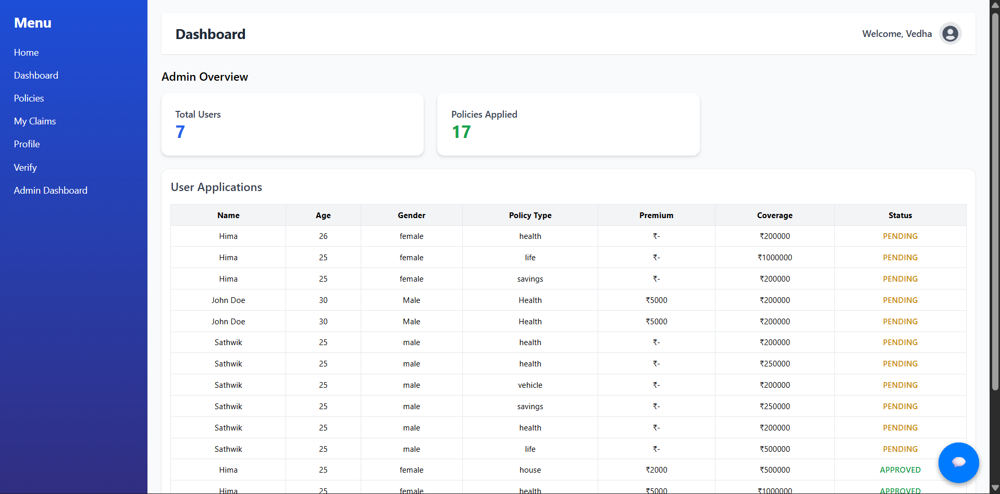 Menu
Home
Dashboard
Policies
My Claims
Profile
Verify
Admin Dashboard
Dashboard
Welcome, Vedha
Admin Overview
Total Users
7
Policies Applied
17
User Applications
Name Age Gender Policy Type Premium Coverage Status
Hima 26 female health ₹- ₹200000 PENDING
Hima 25 female life ₹- ₹1000000 PENDING
Hima 25 female savings ₹- ₹200000 PENDING
John Doe 30 Male Health ₹5000 ₹200000 PENDING
John Doe 30 Male Health ₹5000 ₹200000 PENDING
Sathwik 25 male health ₹- ₹200000 PENDING
Sathwik 25 male health ₹- ₹250000 PENDING
Sathwik 25 male vehicle ₹- ₹200000 PENDING
Sathwik 25 male savings ₹- ₹250000 PENDING
Sathwik 25 male health ₹- ₹200000 PENDING
Sathwik 25 male life ₹- ₹500000 PENDING
Hima 25 female house ₹2000 ₹500000 APPROVED
Hima 25 female health ₹5000 ₹1000000 APPROVED